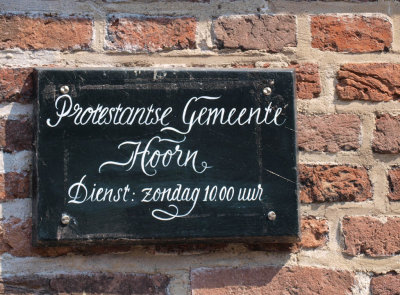 Protestantse Gemeente
Hoorn
Dienst: zondag 10.00 uur